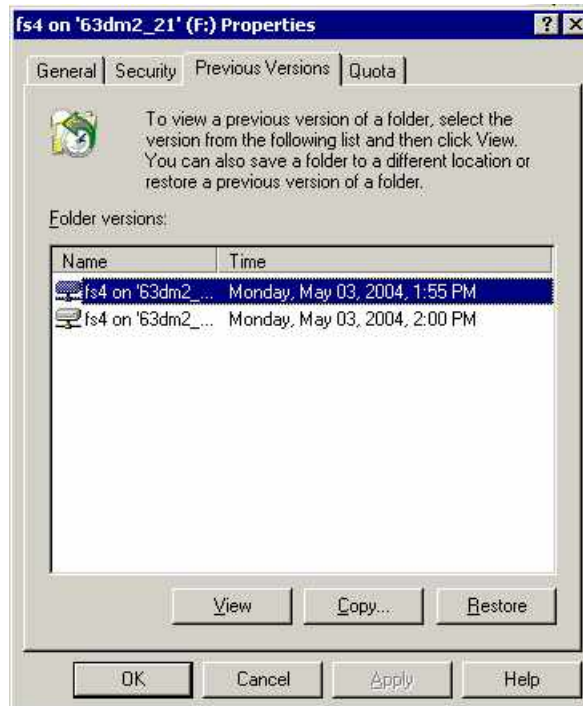 fs4 on '63dm2_21' (F:) Properties
General Security Previous Versions Quota
To view a previous version of a folder, select the
version from the following list and then click View.
You can also save a folder to a different location or
restore a previous version of a folder.
Folder versions:
Name Time
fs4 on '63dm2_... Monday, May 03, 2004, 1:55 PM
fs4 on '63dm2_... Monday, May 03, 2004, 2:00 PM
View Copy... Restore
OK Cancel Apply Help